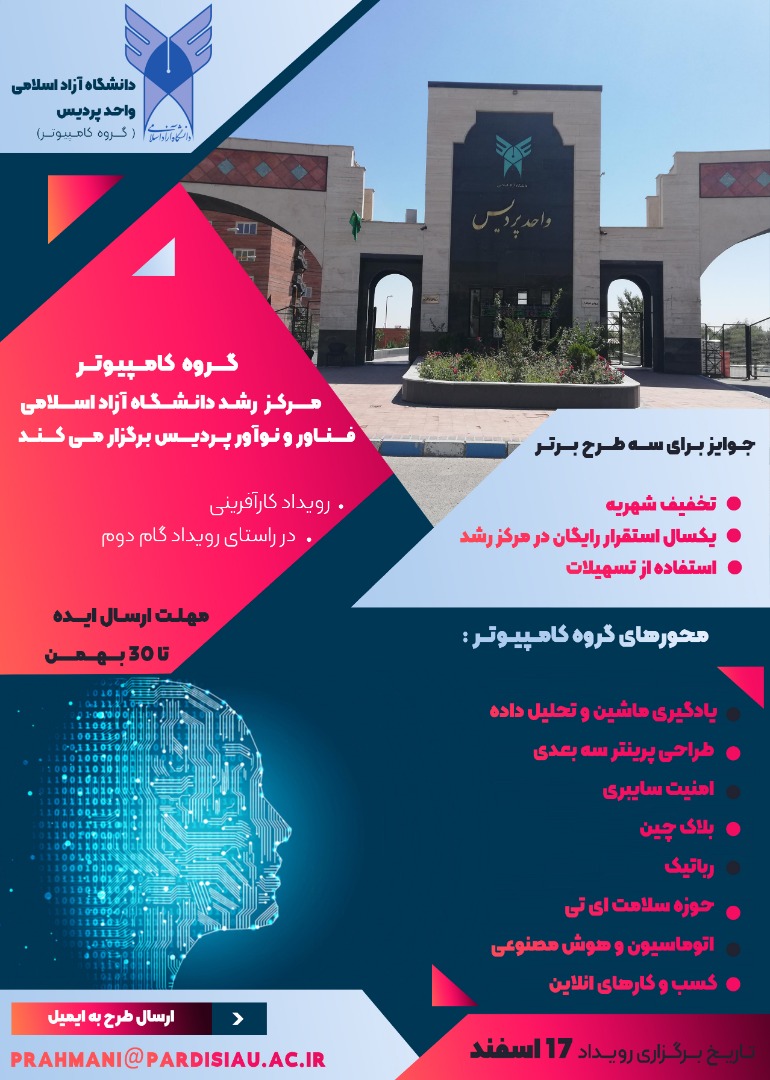 دانشگاه آزاد اسلامی
واحد پردیس
( گروه کامپیوتر)
دانشگاه آزاد اسلامی
واحد پردیس
گروه کامپیوتر
مرکز رشد دانشگاه آزاد اسلامی
فناور و نوآور پردیس برگزار می کند
. رویداد کارآفرینی
. در راستای رویداد گام دوم
مهلت ارسال ایده
تا 30 بهمن
جوایز برای سه طرح برتر
● تخفیف شهریه
● یکسال استقرار رایگان در مرکز رشد
● استفاده از تسهیلات
محورهای گروه کامپیوتر :
● یادگیری ماشین و تحلیل داده
● طراحی پرینتر سه بعدی
● امنیت سایبری
● بلاک چین
● رباتیک
● حوزه سلامت ای تی
● اتوماسیون و هوش مصنوعی
● کسب و کارهای انلاین
ارسال طرح به ایمیل
PRAHMANI@PARDISIAU.AC.IR
تاریخ برگزاری رویداد 17 اسفند